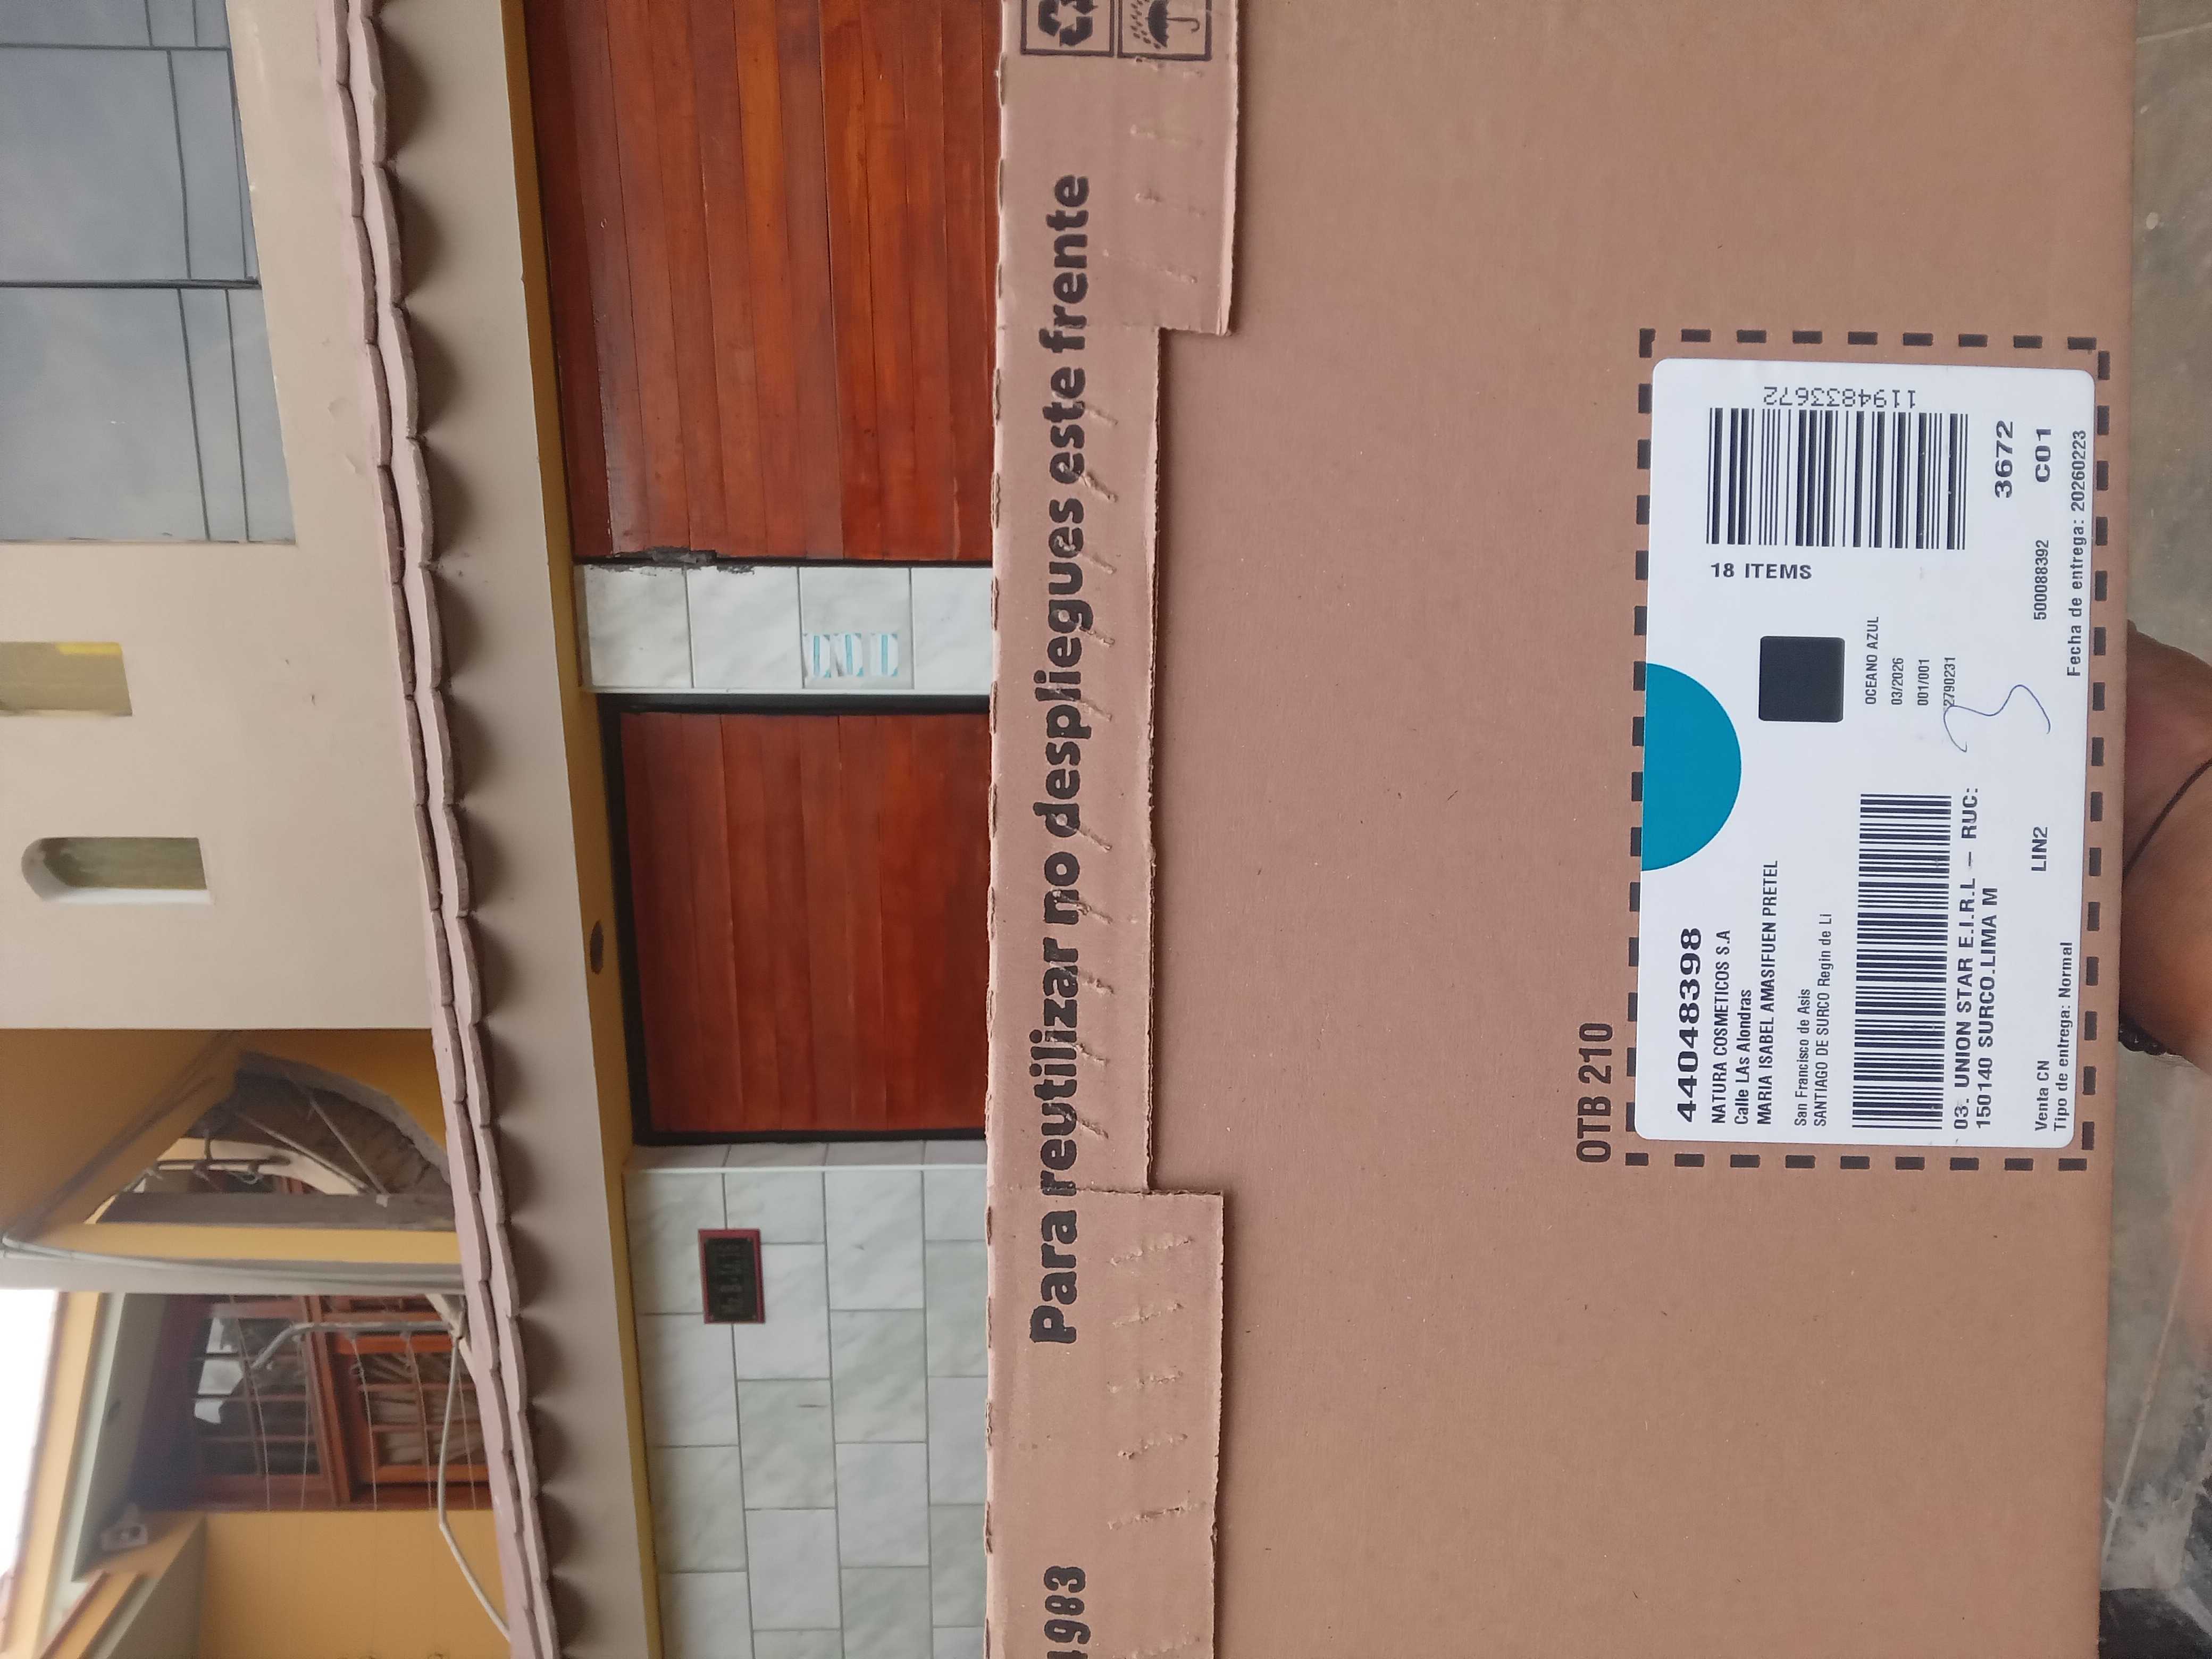 Para reutilizar no despliegues este frente
983
OTB 210
44048398
NATURA COSMETICOS S.A
Calle LAs Alondras
MARIA ISABEL AMASIFUEN PRETEL
San Francisco de Asis
SANTIAGO DE SURCO Regin de Li
03. UNION STAR E.I.R.L – RUC:
150140 SURCO.LIMA M
Venta CN
LIN2
Tipo de entrega: Normal
18 ITEMS
1194833672
OCEANO AZUL
03/2026
001/001
2790231
3672
500088392
C01
Fecha de entrega: 20260223